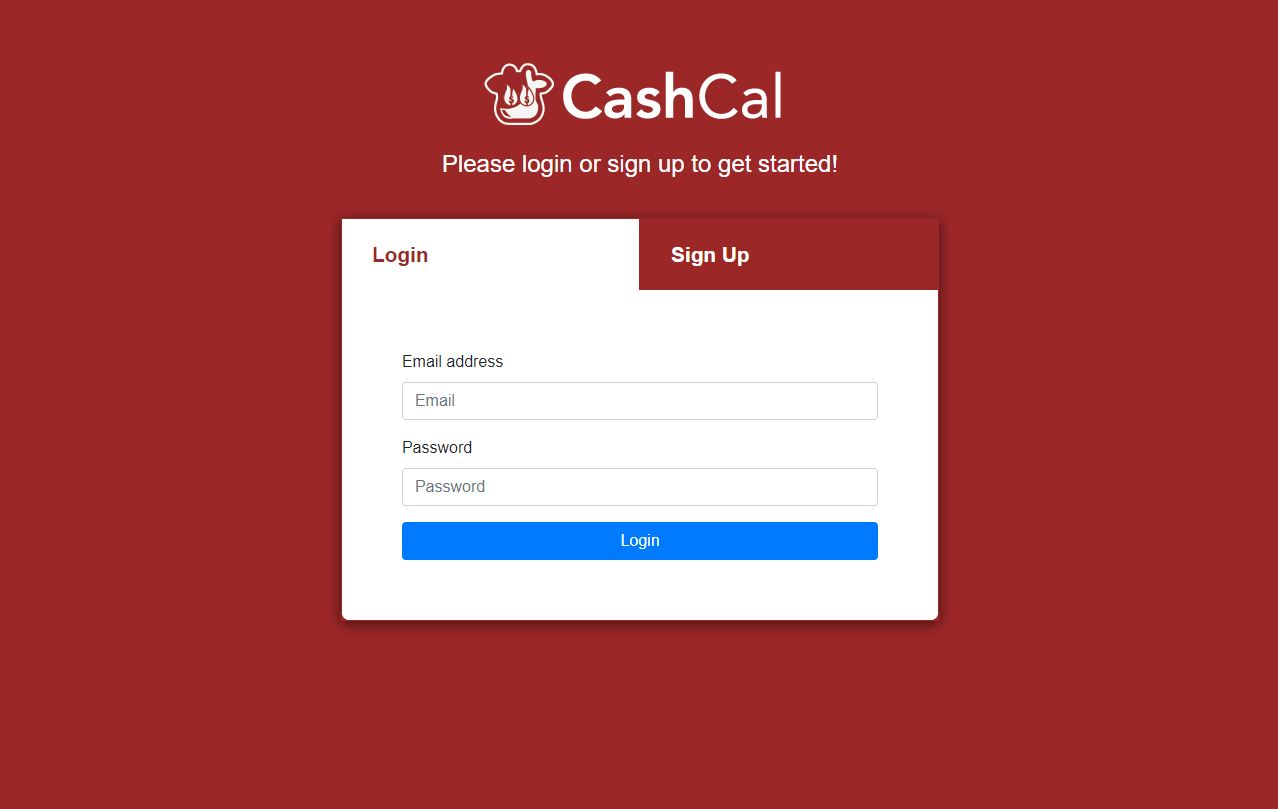 CashCal
Please login or sign up to get started!
Login
Sign Up
Email address
Email
Password
Password
Login